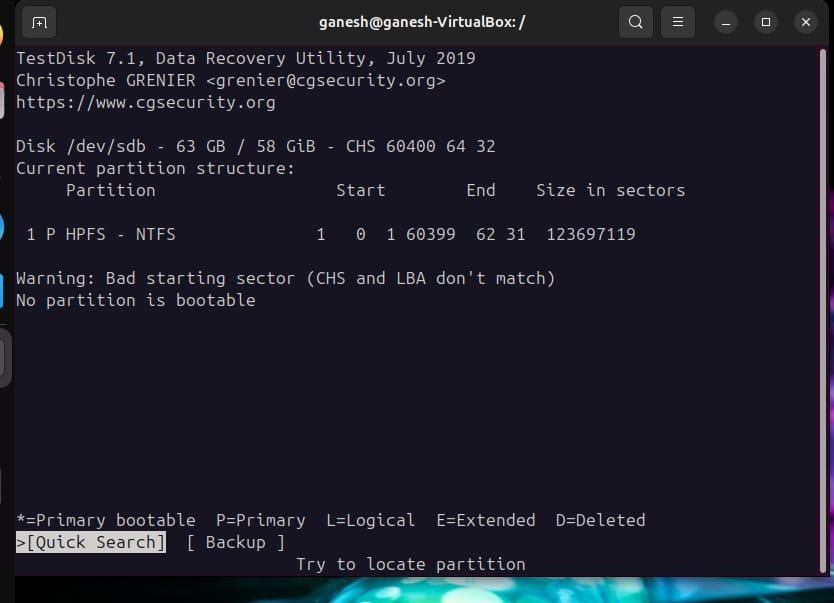 ganesh@ganesh-VirtualBox: /
TestDisk 7.1, Data Recovery Utility, July 2019
Christophe GRENIER <grenier@cgsecurity.org>
https://www.cgsecurity.org
Disk /dev/sdb - 63 GB / 58 GiB - CHS 60400 64 32
Current partition structure:
Partition Start End Size in sectors
1 P HPFS - NTFS 1 0 1 60399 62 31 123697119
Warning: Bad starting sector (CHS and LBA don't match)
No partition is bootable
*=Primary bootable P=Primary L=Logical E=Extended D=Deleted
>[Quick Search] [ Backup ]
Try to locate partition